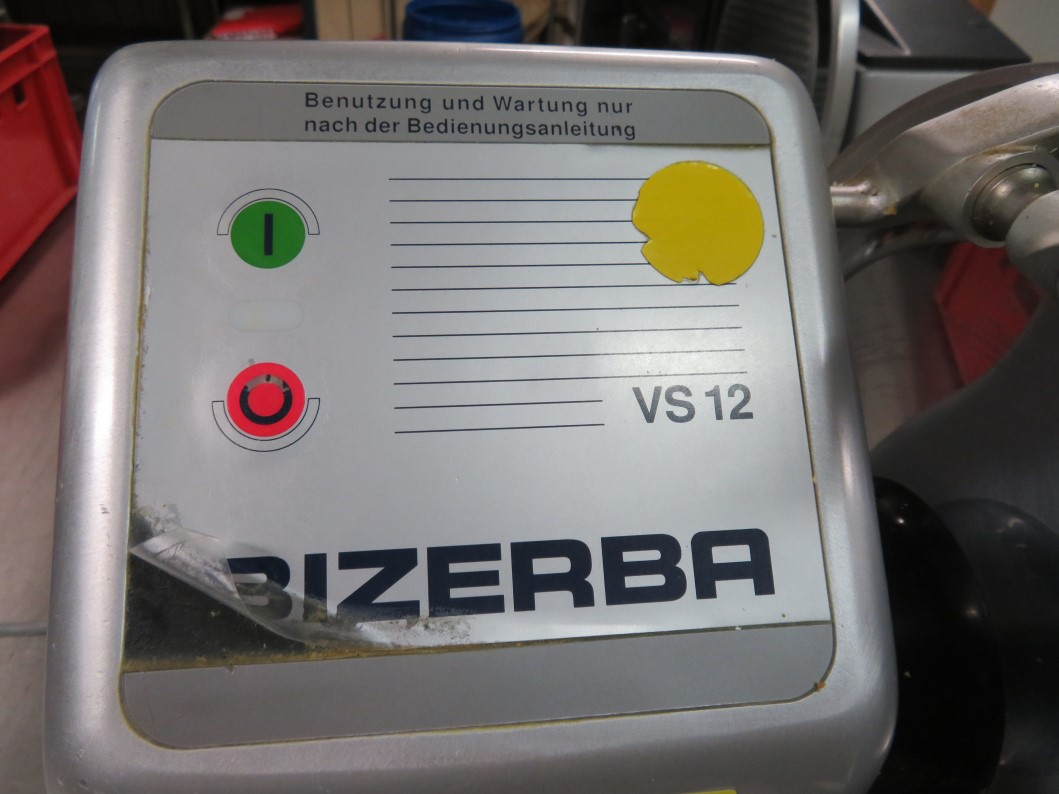 Benutzung und Wartung nur
nach der Bedienungsanleitung
I
O
VS 12
BIZERBA